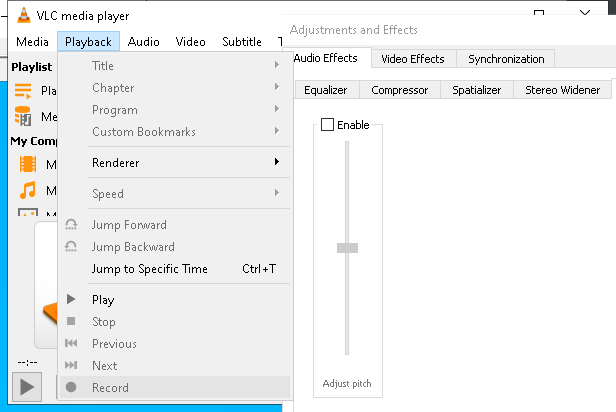 VLC media player
Media Playback Audio Video Subtitle T
Playlist
Pla
Me
My Comp
M
M
M
Title
Chapter
Program
Custom Bookmarks
Renderer
Speed
Jump Forward
Jump Backward
Jump to Specific Time Ctrl+T
Play
Stop
Previous
Next
Record
--:--
Adjustments and Effects
Audio Effects Video Effects Synchronization
Equalizer Compressor Spatializer Stereo Widener
Enable
Adjust pitch